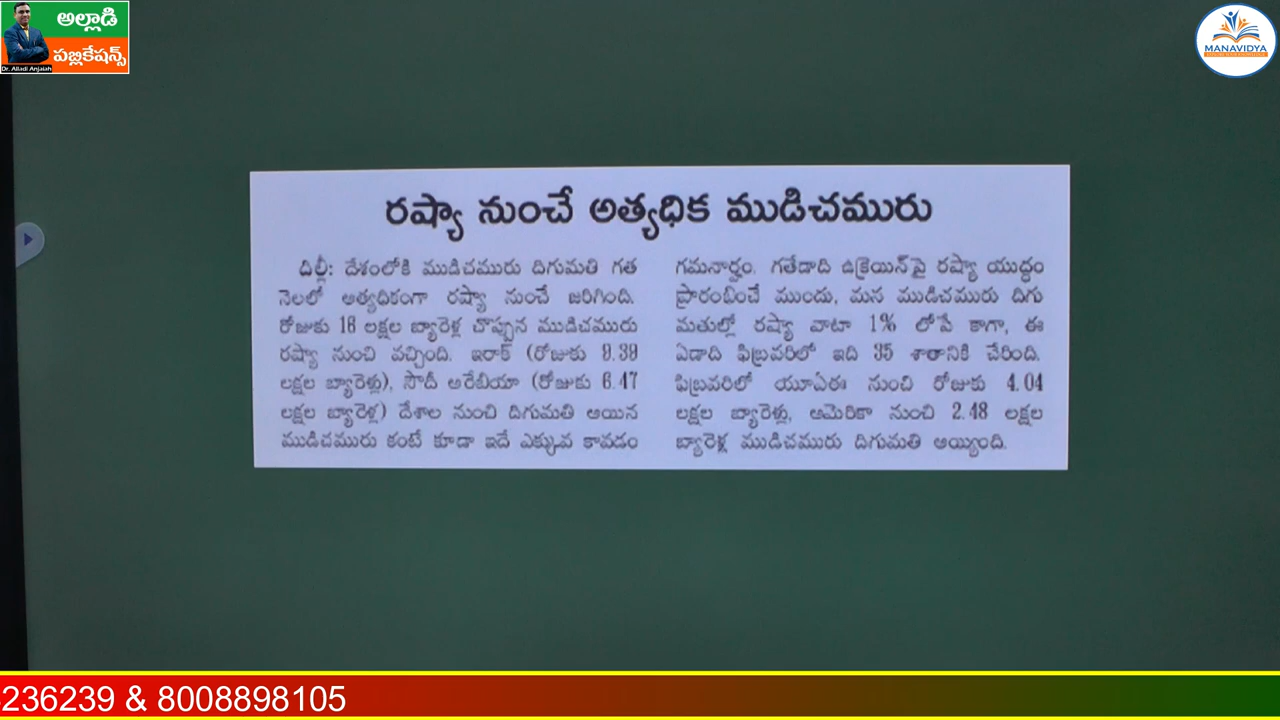 అల్లాడి
పబ్లికేషన్స్
Dr. Alladi Anjaiah
MANAVIDYA
రష్యా నుంచే అత్యధిక ముడిచమురు
దిల్లీ: దేశంలోకి ముడిచమురు దిగుమతి గత
నెలలో అత్యధికంగా రష్యా నుంచే జరిగింది.
రోజుకు 16 లక్షల బ్యారెళ్ల చొప్పున ముడిచమురు
రష్యా నుంచి వచ్చింది. ఇరాక్ (రోజుకు 9.39
లక్షల బ్యారెళ్లు), సౌదీ అరేబియా (రోజుకు 6.47
లక్షల బ్యారెళ్ల) దేశాల నుంచి దిగుమతి అయిన
ముడిచమురు కంటే కూడా ఇదే ఎక్కువ కావడం
గమనార్హం. గతేడాది ఉక్రెయిన్‌పై రష్యా యుద్ధం
ప్రారంభించే ముందు, మన ముడిచమురు దిగు
మతుల్లో రష్యా వాటా 1% లోపే కాగా, ఈ
ఏడాది ఫిబ్రవరిలో ఇది 35 శాతానికి చేరింది.
ఫిబ్రవరిలో యూఏఈ నుంచి రోజుకు 4.04
లక్షల బ్యారెళ్లు, అమెరికా నుంచి 2.48 లక్షల
బ్యారెళ్ల ముడిచమురు దిగుమతి అయ్యింది.
236239 & 8008898105